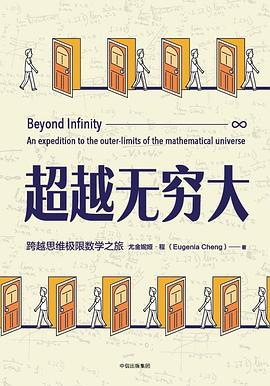 Beyond Infinity
∞
An expedition to the outer-limits of the mathematical universe
超越无穷大
跨越思维极限数学之旅 尤金妮娅·程（Eugenia Cheng）——著
中信出版集团